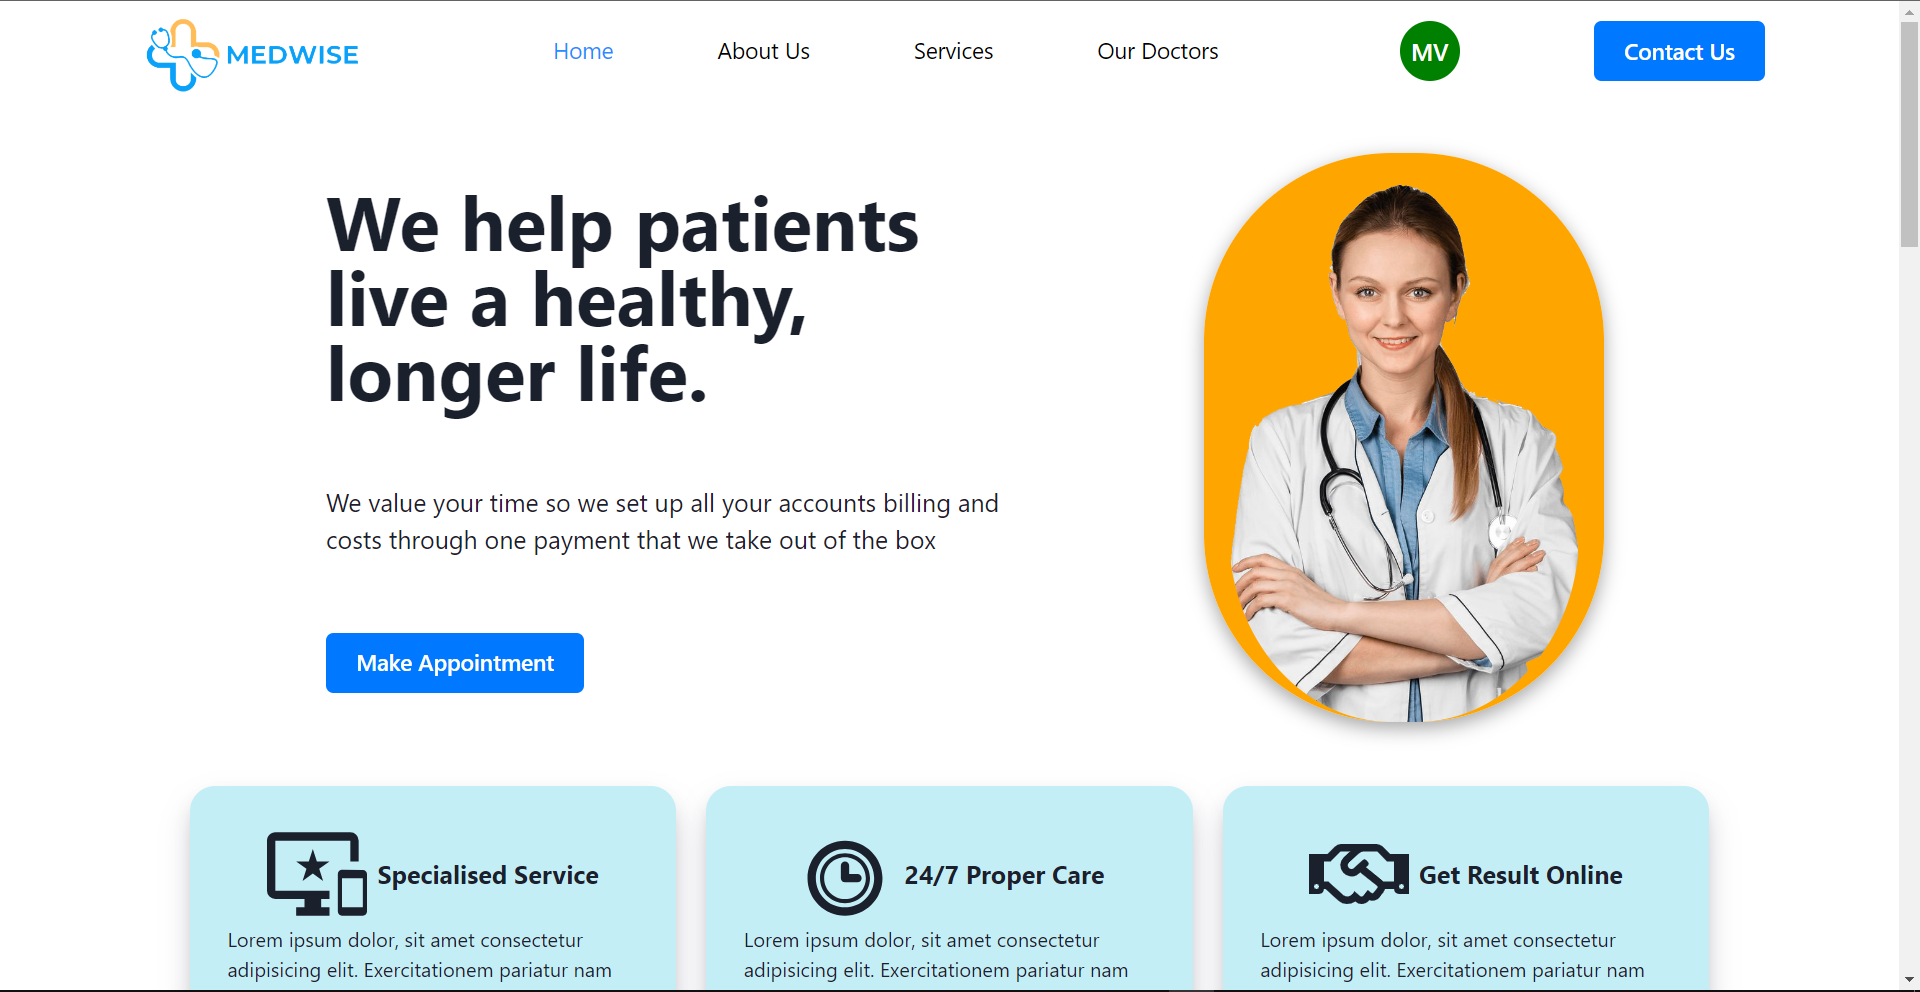 MEDWISE
Home
About Us
Services
Our Doctors
MV
Contact Us
We help patients
live a healthy,
longer life.
We value your time so we set up all your accounts billing and
costs through one payment that we take out of the box
Make Appointment
Specialised Service
Lorem ipsum dolor, sit amet consectetur
adipisicing elit. Exercitationem pariatur nam
24/7 Proper Care
Lorem ipsum dolor, sit amet consectetur
adipisicing elit. Exercitationem pariatur nam
Get Result Online
Lorem ipsum dolor, sit amet consectetur
adipisicing elit. Exercitationem pariatur nam